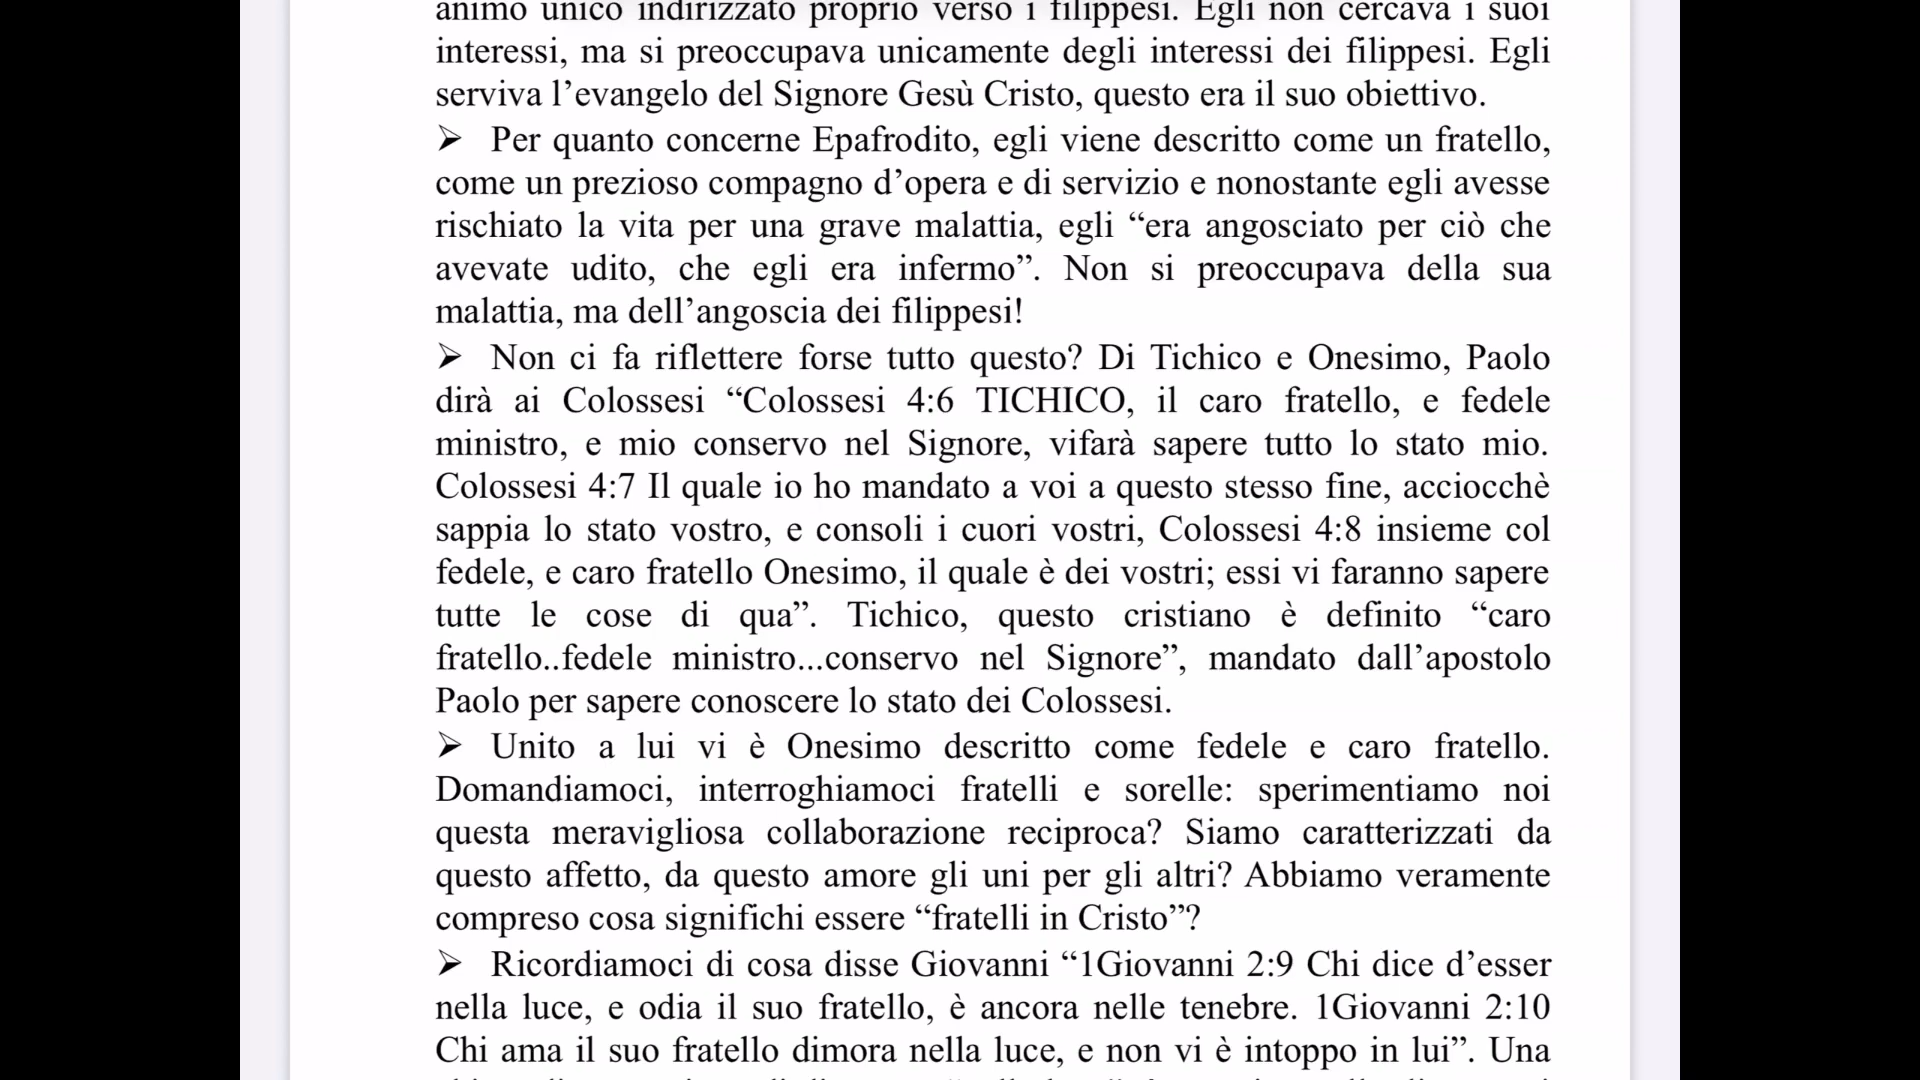 animo unico indirizzato proprio verso i filippesi. Egli non cercava i suoi
interessi, ma si preoccupava unicamente degli interessi dei filippesi. Egli
serviva l’evangelo del Signore Gesù Cristo, questo era il suo obiettivo.
➢ Per quanto concerne Epafrodito, egli viene descritto come un fratello,
come un prezioso compagno d’opera e di servizio e nonostante egli avesse
rischiato la vita per una grave malattia, egli “era angosciato per ciò che
avevate udito, che egli era infermo”. Non si preoccupava della sua
malattia, ma dell’angoscia dei filippesi!
➢ Non ci fa riflettere forse tutto questo? Di Tichico e Onesimo, Paolo
dirà ai Colossesi “Colossesi 4:6 TICHICO, il caro fratello, e fedele
ministro, e mio conservo nel Signore, vifarà sapere tutto lo stato mio.
Colossesi 4:7 Il quale io ho mandato a voi a questo stesso fine, acciocchè
sappia lo stato vostro, e consoli i cuori vostri, Colossesi 4:8 insieme col
fedele, e caro fratello Onesimo, il quale è dei vostri; essi vi faranno sapere
tutte le cose di qua”. Tichico, questo cristiano è definito “caro
fratello..fedele ministro...conservo nel Signore”, mandato dall’apostolo
Paolo per sapere conoscere lo stato dei Colossesi.
➢ Unito a lui vi è Onesimo descritto come fedele e caro fratello.
Domandiamoci, interroghiamoci fratelli e sorelle: sperimentiamo noi
questa meravigliosa collaborazione reciproca? Siamo caratterizzati da
questo affetto, da questo amore gli uni per gli altri? Abbiamo veramente
compreso cosa significhi essere “fratelli in Cristo”?
➢ Ricordiamoci di cosa disse Giovanni “1Giovanni 2:9 Chi dice d’esser
nella luce, e odia il suo fratello, è ancora nelle tenebre. 1Giovanni 2:10
Chi ama il suo fratello dimora nella luce, e non vi è intoppo in lui”. Una